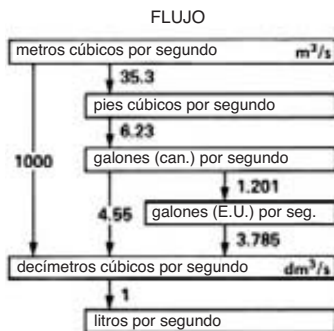 FLUJO
metros cúbicos por segundo m³/s
35.3
pies cúbicos por segundo
6.23
1000
galones (can.) por segundo
1.201
4.55
galones (E.U.) por seg.
3.785
decímetros cúbicos por segundo dm³/s
1
litros por segundo